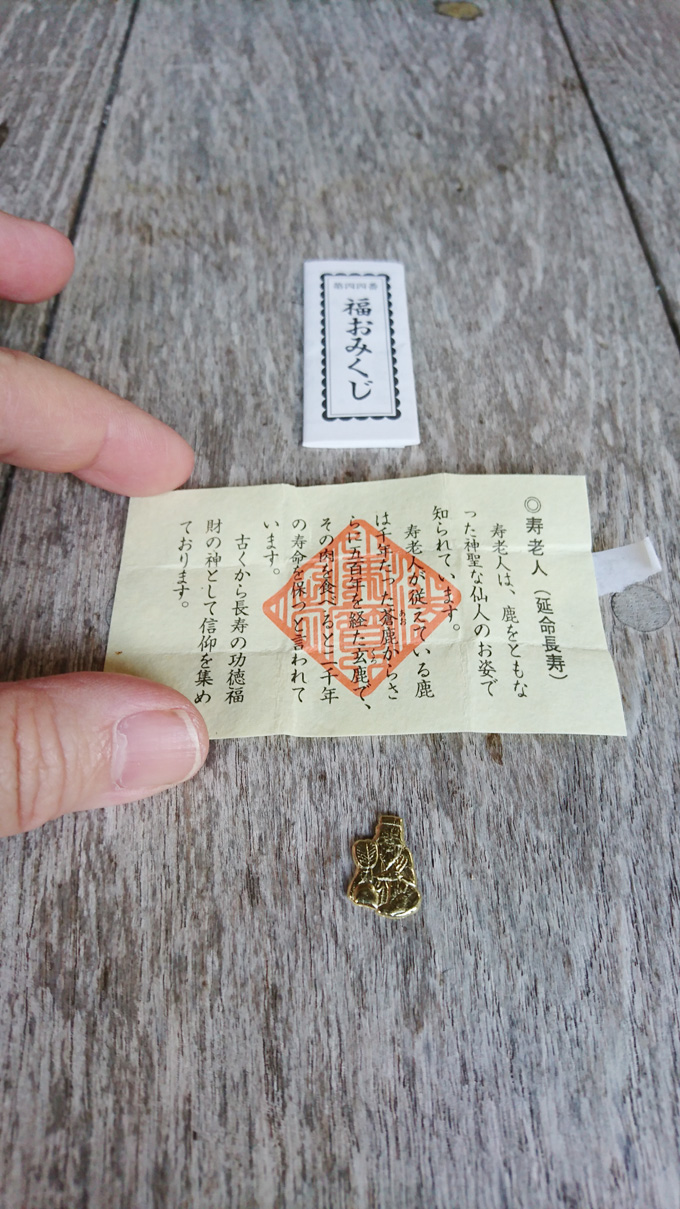 第四四番
福おみくじ
◎寿老人（延命長寿）
寿老人は、鹿をともな
った神聖な仙人のお姿で
知られています。
寿老人が従えている鹿
は千年たった蒼鹿からさ
らに五百年を経た玄鹿で、
その肉を食べると二千年
の寿命を保つと言われて
います。
古くから長寿の功徳福
財の神として信仰を集め
ております。